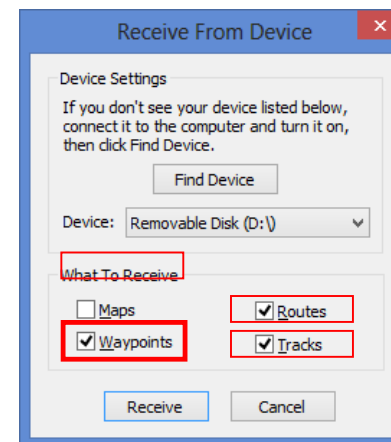 Receive From Device
Device Settings
If you don't see your device listed below,
connect it to the computer and turn it on,
then click Find Device.
Find Device
Device: Removable Disk (D:\)
What To Receive
Maps Routes
Waypoints Tracks
Receive Cancel